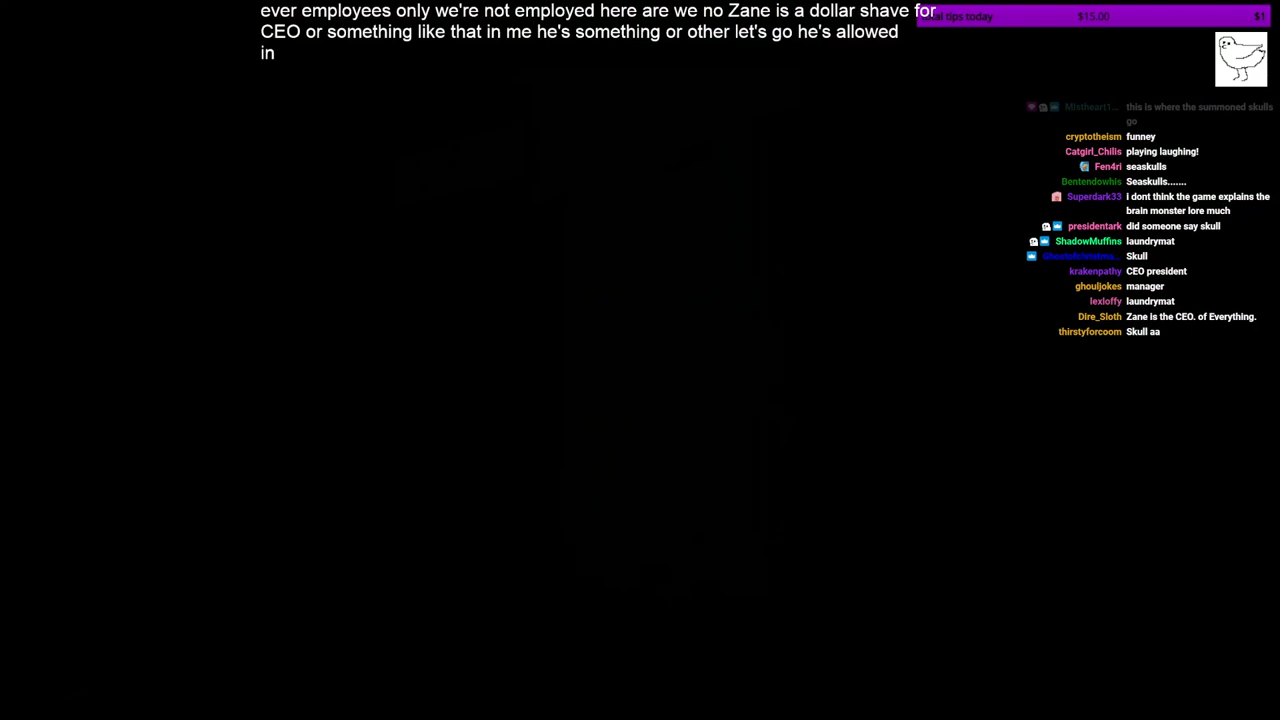 ever employees only we're not employed here are we no Zane is a dollar shave for
CEO or something like that in me he's something or other let's go he's allowed
in
tips today $15.00 $1
MIstheart1... this is where the summoned skulls
go
cryptotheism funney
Catgirl_Chilis playing laughing!
Fen4ri seaskulls
Bentendowhis Seaskulls.......
Superdark33 I dont think the game explains the
brain monster lore much
presidentark did someone say skull
ShadowMuffins laundrymat
Skull
krakenpathy CEO president
ghouljokes manager
lexloffy laundrymat
Dire_Sloth Zane is the CEO. of Everything.
thirstyforcoom Skull aa